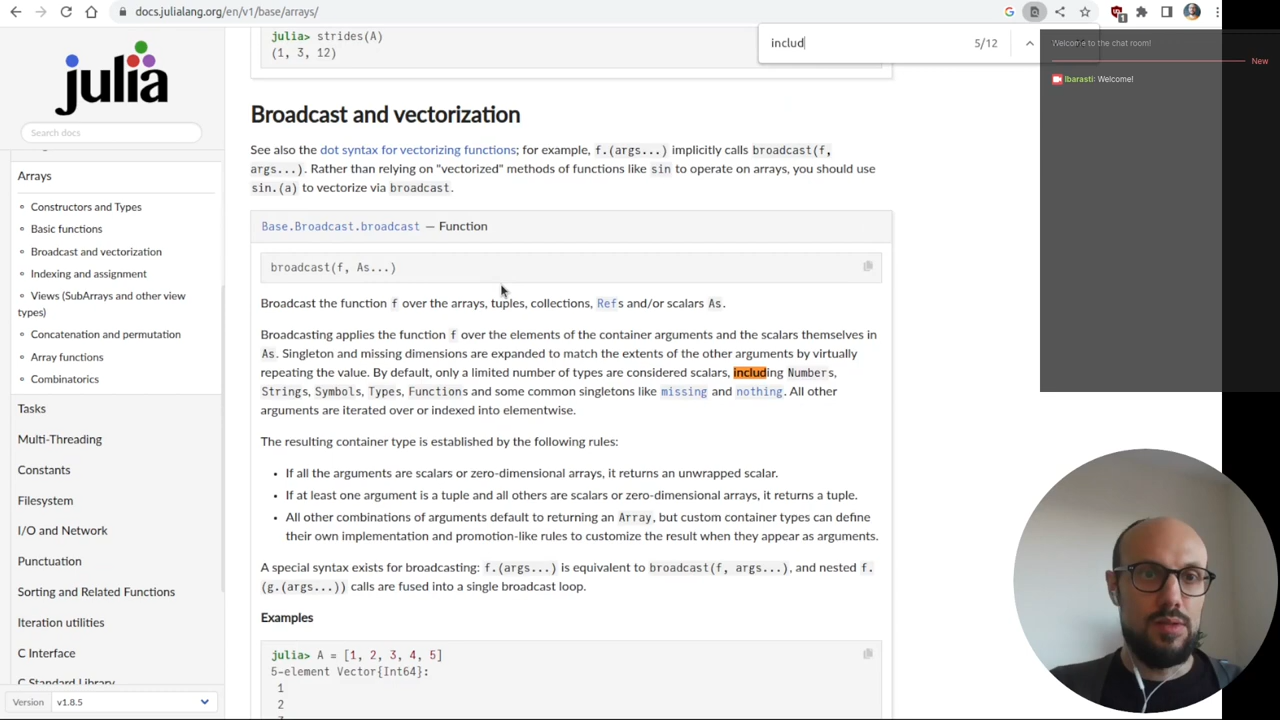 docs.julialang.org/en/v1/base/arrays/
includ
5/12
1
julia> strides(A)
(1, 3, 12)
Welcome to the chat room!
New
lbarasti: Welcome!
julia
Search docs
Arrays
Constructors and Types
Basic functions
Broadcast and vectorization
Indexing and assignment
Views (SubArrays and other view
types)
Concatenation and permutation
Array functions
Combinatorics
Tasks
Multi-Threading
Constants
Filesystem
I/O and Network
Punctuation
Sorting and Related Functions
Iteration utilities
C Interface
C Standard Library
Version
v1.8.5
Broadcast and vectorization
See also the dot syntax for vectorizing functions; for example, f.(args...) implicitly calls broadcast(f,
args...). Rather than relying on "vectorized" methods of functions like sin to operate on arrays, you should use
sin.(a) to vectorize via broadcast.
Base.Broadcast.broadcast — Function
broadcast(f, As...)
Broadcast the function f over the arrays, tuples, collections, Refs and/or scalars As.
Broadcasting applies the function f over the elements of the container arguments and the scalars themselves in
As. Singleton and missing dimensions are expanded to match the extents of the other arguments by virtually
repeating the value. By default, only a limited number of types are considered scalars, including Numbers,
Strings, Symbols, Types, Functions and some common singletons like missing and nothing. All other
arguments are iterated over or indexed into elementwise.
The resulting container type is established by the following rules:
• If all the arguments are scalars or zero-dimensional arrays, it returns an unwrapped scalar.
• If at least one argument is a tuple and all others are scalars or zero-dimensional arrays, it returns a tuple.
• All other combinations of arguments default to returning an Array, but custom container types can define
their own implementation and promotion-like rules to customize the result when they appear as arguments.
A special syntax exists for broadcasting: f.(args...) is equivalent to broadcast(f, args...), and nested f.
(g.(args...)) calls are fused into a single broadcast loop.
Examples
julia> A = [1, 2, 3, 4, 5]
5-element Vector{Int64}:
1
2